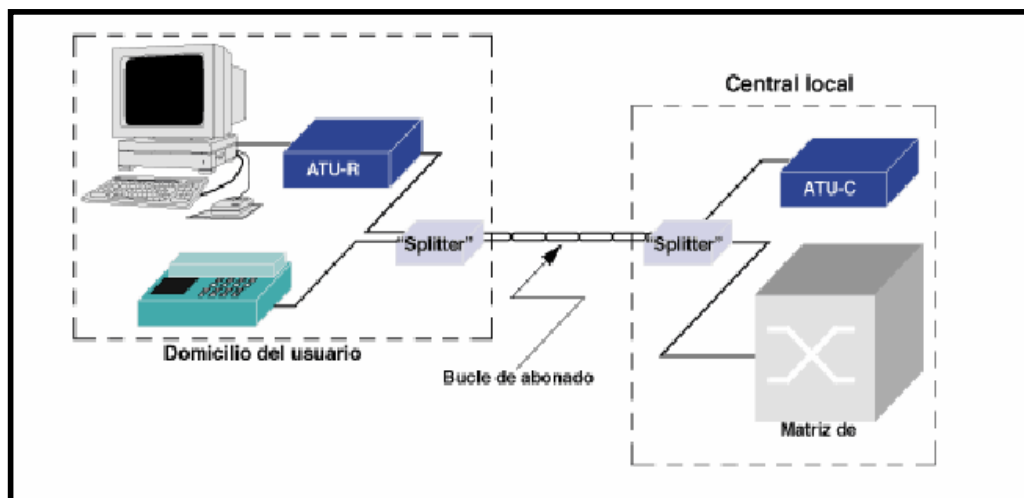 Central local
ATU-R
ATU-C
"Splitter"
"Splitter"
Domicilio del usuario
Bucle de abonado
Matriz de